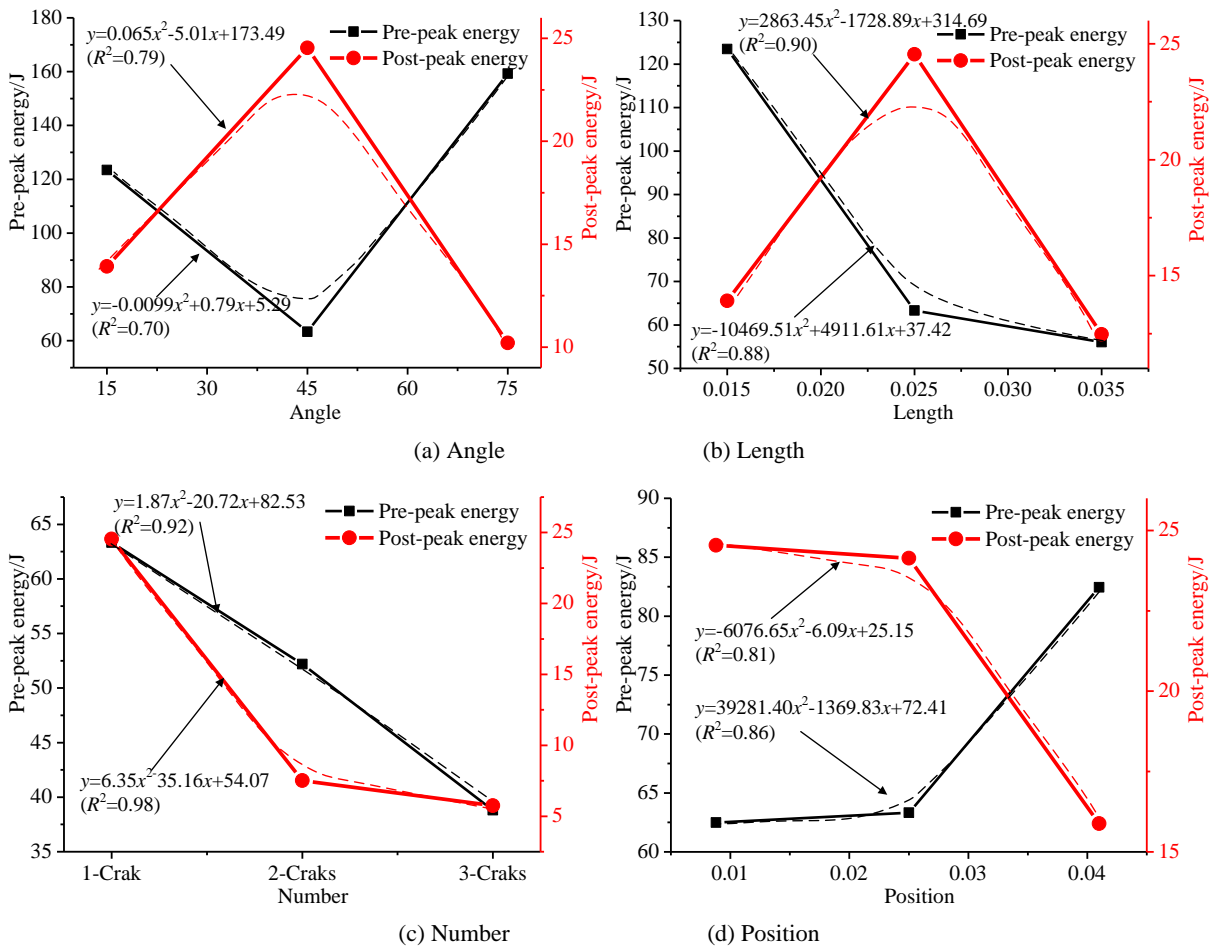 y=0.065x²-5.01x+173.49
(R²=0.79)
Pre-peak energy
Post-peak energy
y=-0.0099x²+0.79x+5.29
(R²=0.70)
Pre-peak energy/J
180
160
140
120
100
80
60
Post-peak energy/J
25
20
15
10
15 30 45 60 75
Angle
(a) Angle
y=2863.45x²-1728.89x+314.69
(R²=0.90)
Pre-peak energy
Post-peak energy
y=-10469.51x²+4911.61x+37.42
(R²=0.88)
Pre-peak energy/J
130
120
110
100
90
80
70
60
50
Post-peak energy/J
25
20
15
0.015 0.020 0.025 0.030 0.035
Length
(b) Length
y=1.87x²-20.72x+82.53
(R²=0.92)
Pre-peak energy
Post-peak energy
y=6.35x²-35.16x+54.07
(R²=0.98)
Pre-peak energy/J
65
60
55
50
45
40
35
Post-peak energy/J
25
20
15
10
5
1-Crak 2-Craks 3-Craks
Number
(c) Number
Pre-peak energy
Post-peak energy
y=-6076.65x²-6.09x+25.15
(R²=0.81)
y=39281.40x²-1369.83x+72.41
(R²=0.86)
Pre-peak energy/J
90
85
80
75
70
65
60
Post-peak energy/J
25
20
15
0.01 0.02 0.03 0.04
Position
(d) Position